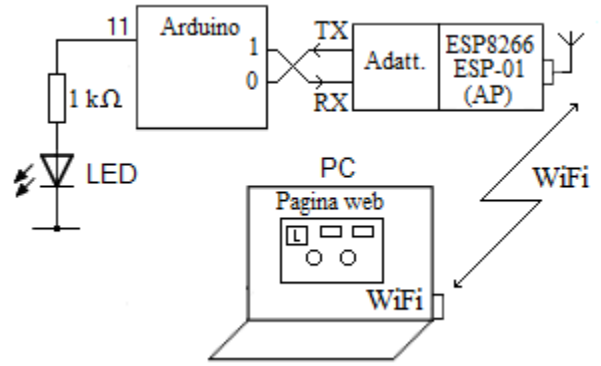 11
Arduino
1
0
TX
RX
Adatt.
ESP8266
ESP-01
(AP)
1 kΩ
LED
WiFi
PC
Pagina web
L
WiFi